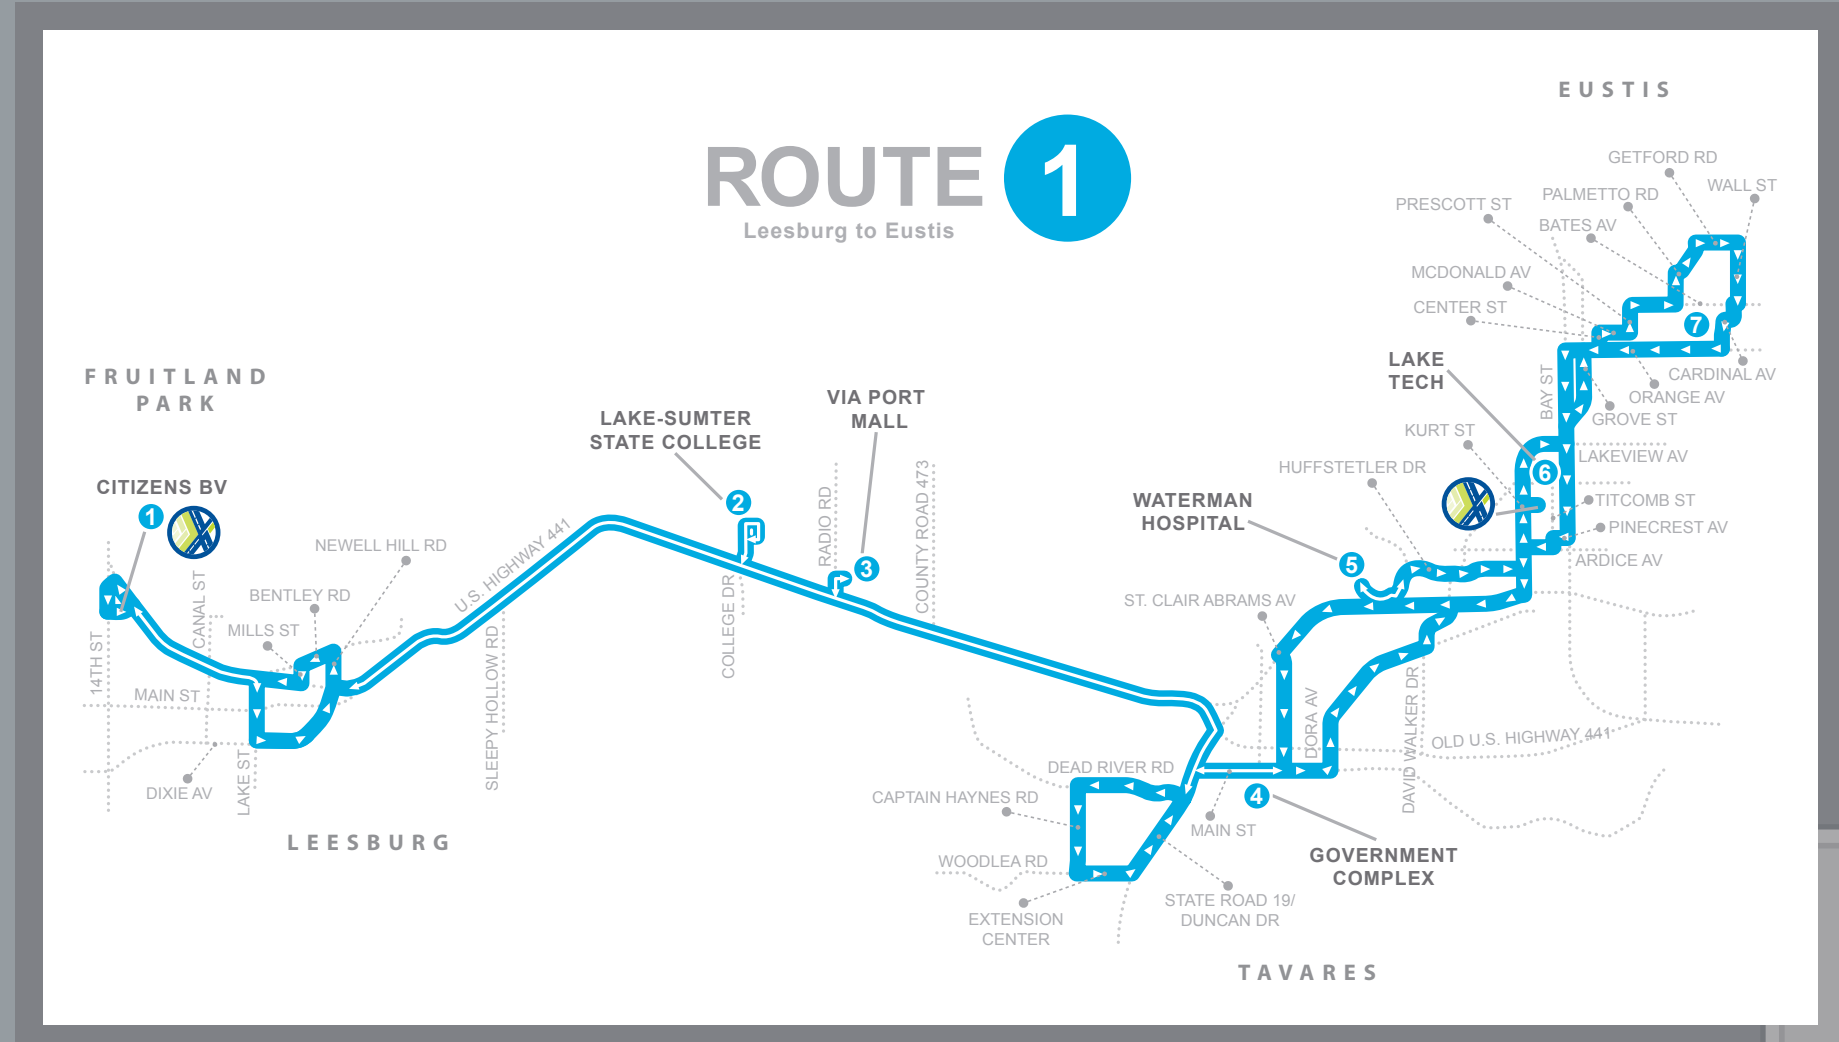 EUSTIS
ROUTE 1
Leesburg to Eustis
GETFORD RD
WALL ST
PALMETTO RD
PRESCOTT ST
BATES AV
MCDONALD AV
CENTER ST
7
LAKE
TECH
CARDINAL AV
ORANGE AV
BAY ST
GROVE ST
KURT ST
LAKEVIEW AV
6
HUFFSTETLER DR
TITCOMB ST
PINECREST AV
ARDICE AV
WATERMAN
HOSPITAL
5
ST. CLAIR ABRAMS AV
FRUITLAND
PARK
CITIZENS BV
1
LAKE-SUMTER
STATE COLLEGE
2
VIA PORT
MALL
3
RADIO RD
COUNTY ROAD 473
NEWELL HILL RD
U.S. HIGHWAY 441
BENTLEY RD
CANAL ST
MILLS ST
14TH ST
MAIN ST
COLLEGE DR
SLEEPY HOLLOW RD
LAKE ST
DIXIE AV
LEESBURG
DORA AV
DAVID WALKER DR
OLD U.S. HIGHWAY 441
DEAD RIVER RD
CAPTAIN HAYNES RD
4
MAIN ST
GOVERNMENT
COMPLEX
WOODLEA RD
STATE ROAD 19/
DUNCAN DR
EXTENSION
CENTER
TAVARES